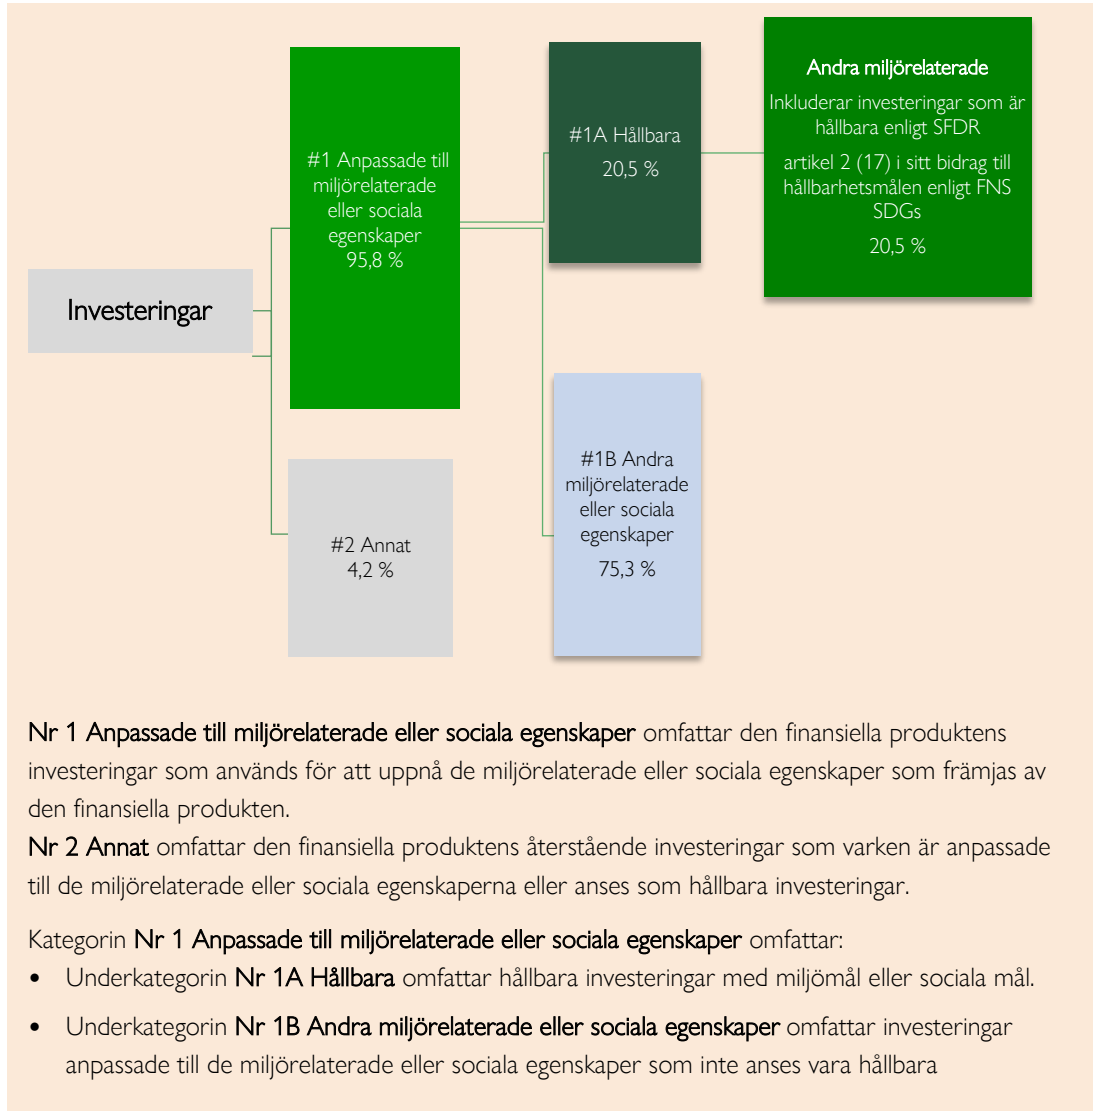 Investeringar
#1 Anpassade till
miljörelaterade
eller sociala
egenskaper
95,8 %
#2 Annat
4,2 %
#1A Hållbara
20,5 %
#1B Andra
miljörelaterade
eller sociala
egenskaper
75,3 %
Andra miljörelaterade
Inkluderar investeringar som är
hållbara enligt SFDR
artikel 2 (17) i sitt bidrag till
hållbarhetsmålen enligt FNS
SDGs
20,5 %
Nr 1 Anpassade till miljörelaterade eller sociala egenskaper omfattar den finansiella produktens
investeringar som används för att uppnå de miljörelaterade eller sociala egenskaper som främjas av
den finansiella produkten.
Nr 2 Annat omfattar den finansiella produktens återstående investeringar som varken är anpassade
till de miljörelaterade eller sociala egenskaperna eller anses som hållbara investeringar.
Kategorin Nr 1 Anpassade till miljörelaterade eller sociala egenskaper omfattar:
• Underkategorin Nr 1A Hållbara omfattar hållbara investeringar med miljömål eller sociala mål.
• Underkategorin Nr 1B Andra miljörelaterade eller sociala egenskaper omfattar investeringar
anpassade till de miljörelaterade eller sociala egenskaper som inte anses vara hållbara